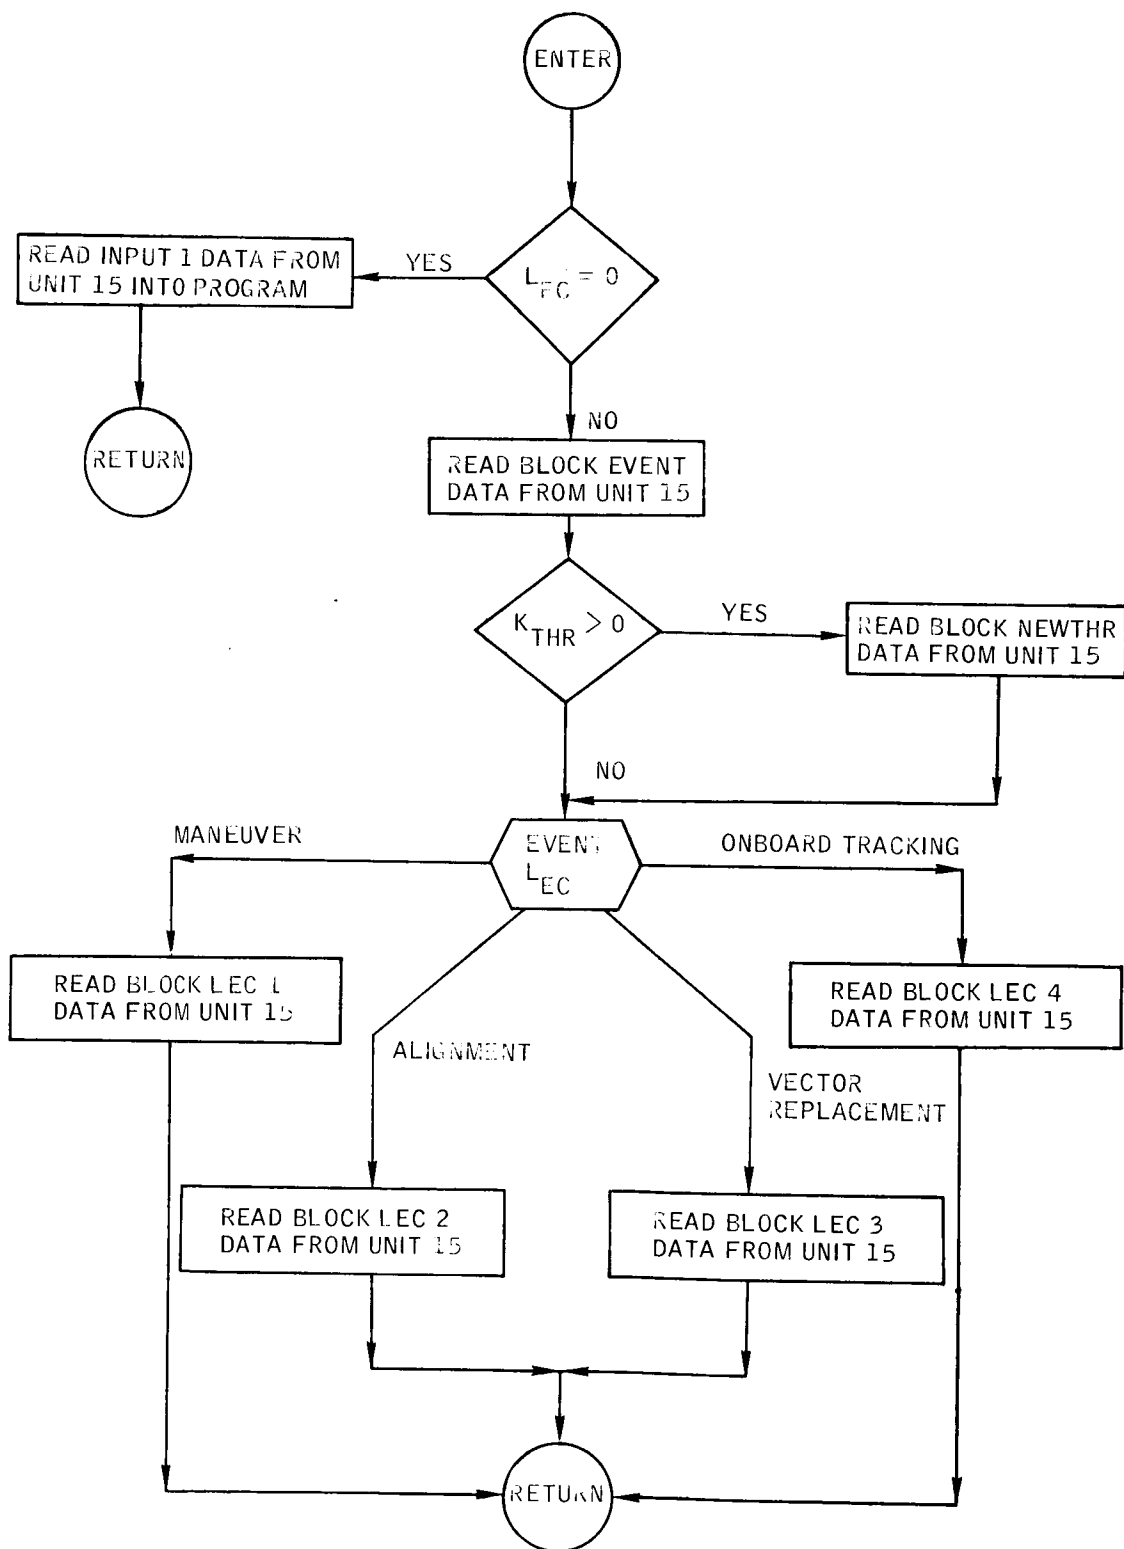 ENTER
L_EC = 0
YES
READ INPUT 1 DATA FROM
UNIT 15 INTO PROGRAM
RETURN
NO
READ BLOCK EVENT
DATA FROM UNIT 15
K_THR > 0
YES
READ BLOCK NEWTHR
DATA FROM UNIT 15
NO
EVENT
L_EC
MANEUVER
ONBOARD TRACKING
READ BLOCK LEC 1
DATA FROM UNIT 15
READ BLOCK LEC 4
DATA FROM UNIT 15
ALIGNMENT
VECTOR
REPLACEMENT
READ BLOCK LEC 2
DATA FROM UNIT 15
READ BLOCK LEC 3
DATA FROM UNIT 15
RETURN